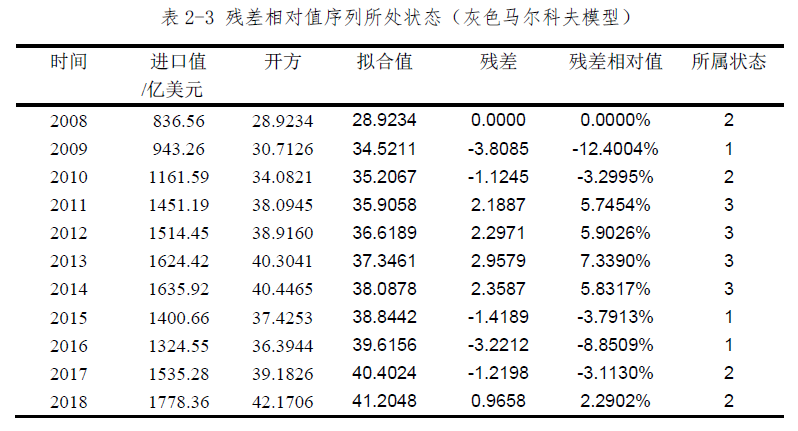 表 2-3 残差相对值序列所处状态（灰色马尔科夫模型）
时间 进口值 开方 拟合值 残差 残差相对值 所属状态
/亿美元
2008 836.56 28.9234 28.9234 0.0000 0.0000% 2
2009 943.26 30.7126 34.5211 -3.8085 -12.4004% 1
2010 1161.59 34.0821 35.2067 -1.1245 -3.2995% 2
2011 1451.19 38.0945 35.9058 2.1887 5.7454% 3
2012 1514.45 38.9160 36.6189 2.2971 5.9026% 3
2013 1624.42 40.3041 37.3461 2.9579 7.3390% 3
2014 1635.92 40.4465 38.0878 2.3587 5.8317% 3
2015 1400.66 37.4253 38.8442 -1.4189 -3.7913% 1
2016 1324.55 36.3944 39.6156 -3.2212 -8.8509% 1
2017 1535.28 39.1826 40.4024 -1.2198 -3.1130% 2
2018 1778.36 42.1706 41.2048 0.9658 2.2902% 2